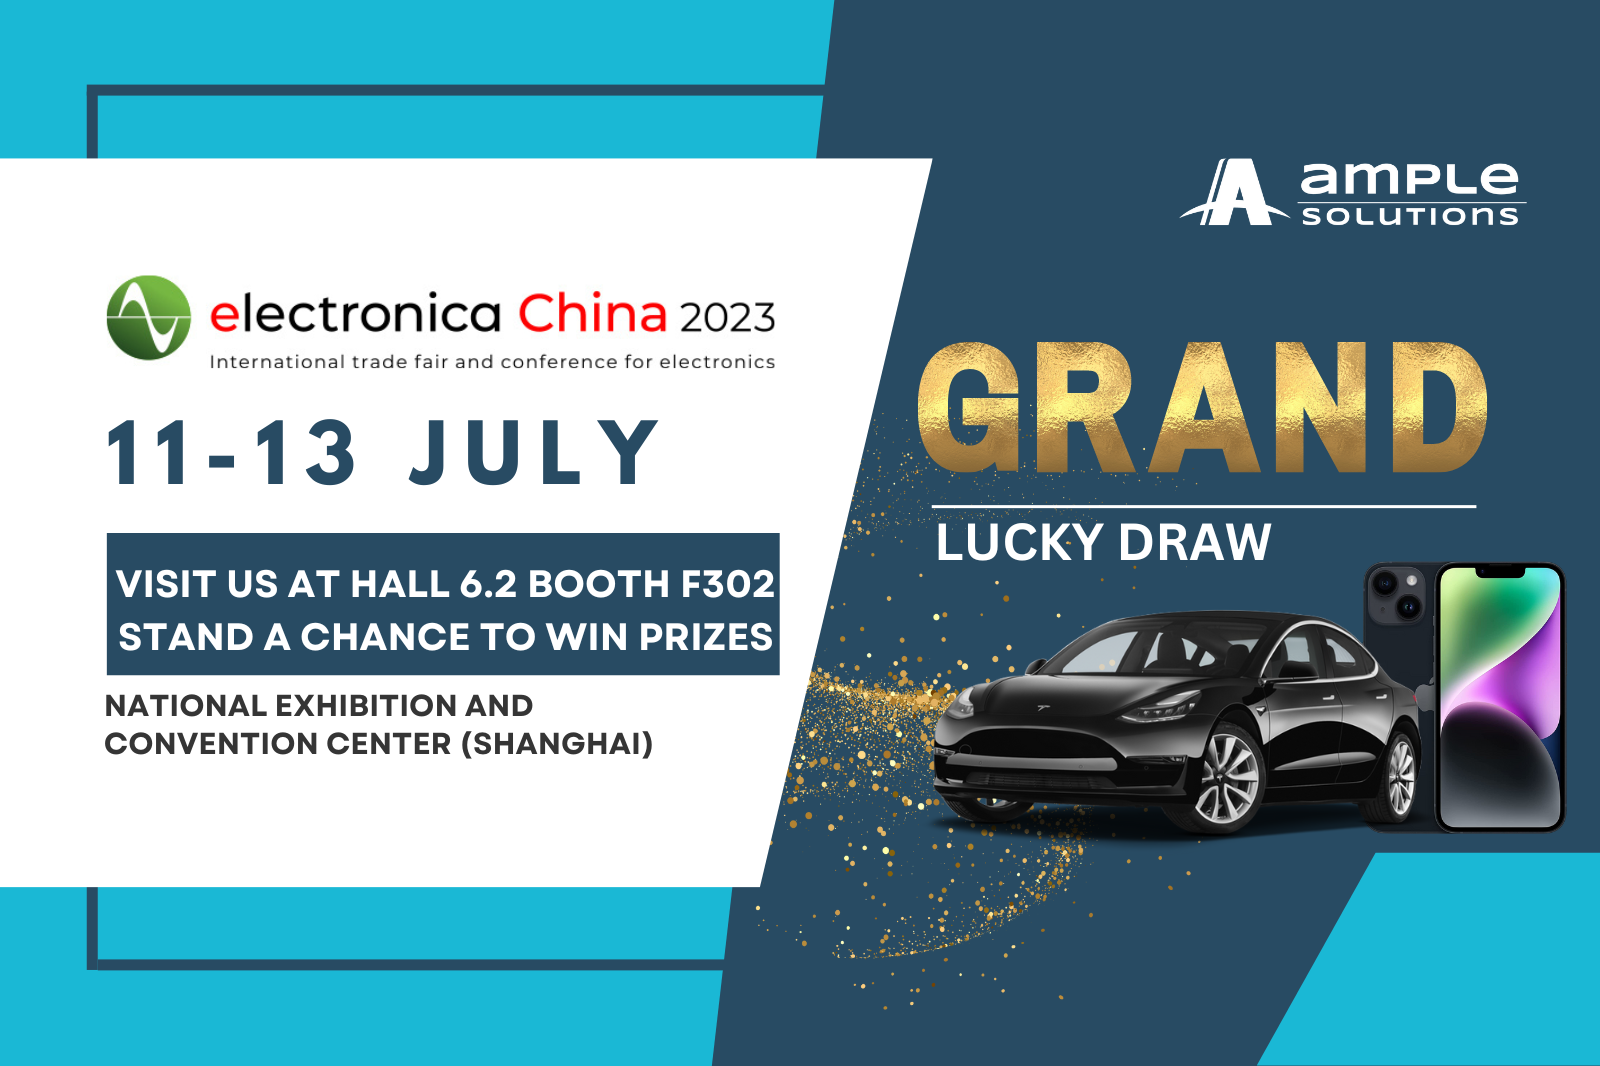 electronica China 2023
International trade fair and conference for electronics
11-13 JULY
VISIT US AT HALL 6.2 BOOTH F302
STAND A CHANCE TO WIN PRIZES
NATIONAL EXHIBITION AND
CONVENTION CENTER (SHANGHAI)
AMPLE
SOLUTIONS
GRAND
LUCKY DRAW